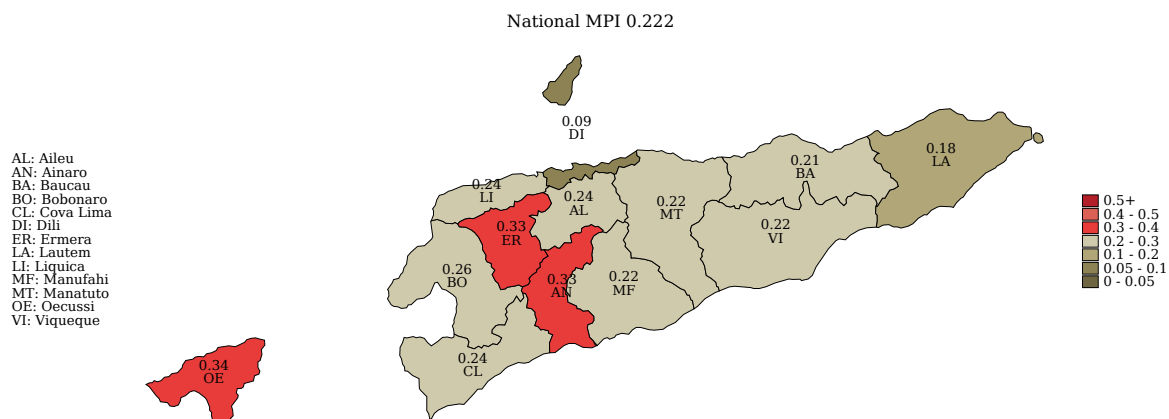 National MPI 0.222
0.09
DI
0.18
LA
0.21
BA
0.24
LI
0.24
AL
0.22
MT
0.22
VI
0.33
ER
0.26
BO
0.33
AN
0.22
MF
0.24
CL
0.34
OE
AL: Aileu
AN: Ainaro
BA: Baucau
BO: Bobonaro
CL: Cova Lima
DI: Dili
ER: Ermera
LA: Lautem
LI: Liquica
MF: Manufahi
MT: Manatuto
OE: Oecussi
VI: Viqueque
0.5+
0.4 - 0.5
0.3 - 0.4
0.2 - 0.3
0.1 - 0.2
0.05 - 0.1
0 - 0.05